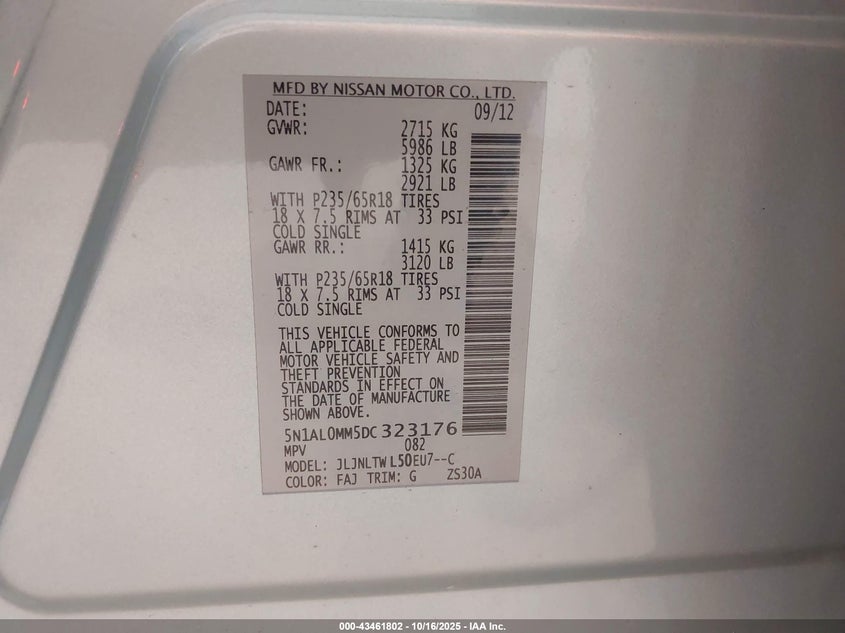 MFD BY NISSAN MOTOR CO., LTD.
DATE: 09/12
GVWR: 2715 KG
5986 LB
GAWR FR.: 1325 KG
2921 LB
WITH P235/65R18 TIRES
18 X 7.5 RIMS AT 33 PSI
COLD SINGLE
GAWR RR.: 1415 KG
3120 LB
WITH P235/65R18 TIRES
18 X 7.5 RIMS AT 33 PSI
COLD SINGLE
THIS VEHICLE CONFORMS TO
ALL APPLICABLE FEDERAL
MOTOR VEHICLE SAFETY AND
THEFT PREVENTION
STANDARDS IN EFFECT ON
THE DATE OF MANUFACTURE
SHOWN ABOVE.
5N1AL0MM5DC323176
MPV 082
MODEL: JLJNLTWL50EU7--C
COLOR: FAJ TRIM: G ZS30A
000-43461802 - 10/16/2025 - IAA Inc.